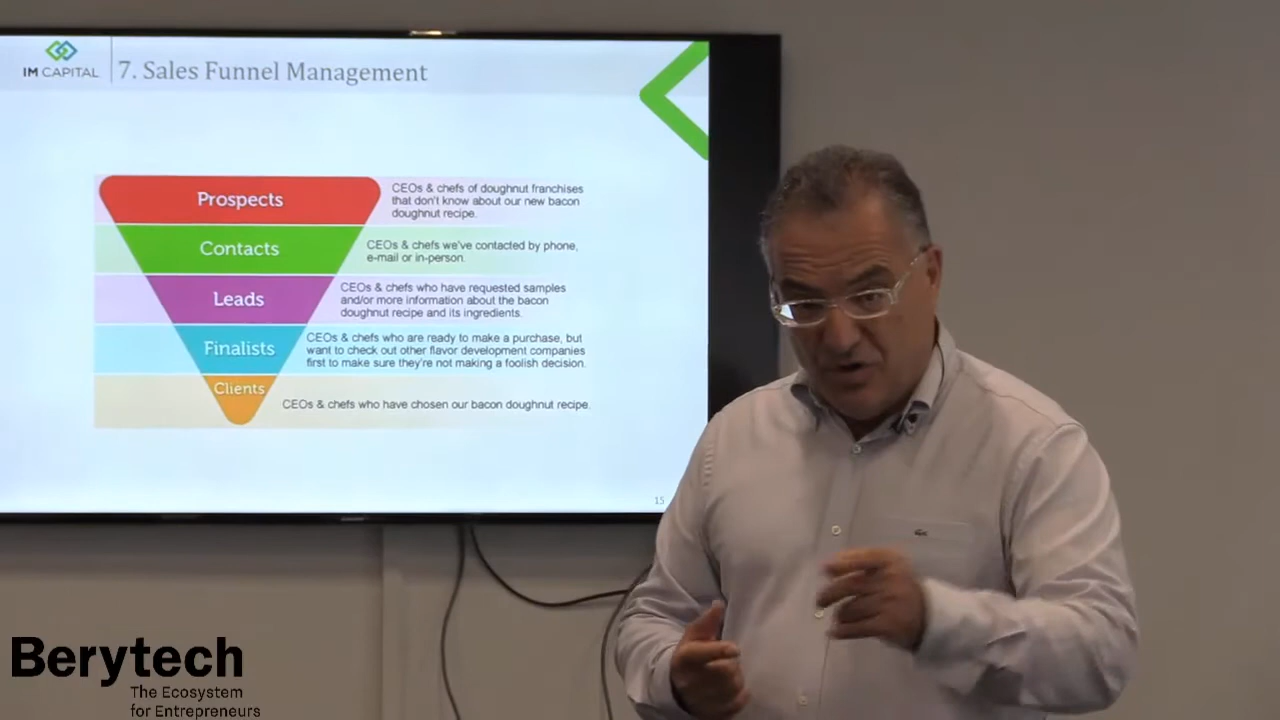 IM CAPITAL
7. Sales Funnel Management
Prospects
CEOs & chefs of doughnut franchises
that don't know about our new bacon
doughnut recipe.
Contacts
CEOs & chefs we've contacted by phone,
e-mail or in-person.
Leads
CEOs & chefs who have requested samples
and/or more information about the bacon
doughnut recipe and its ingredients.
Finalists
CEOs & chefs who are ready to make a purchase, but
want to check out other flavor development companies
first to make sure they're not making a foolish decision.
Clients
CEOs & chefs who have chosen our bacon doughnut recipe.
15
Berytech
The Ecosystem
for Entrepreneurs